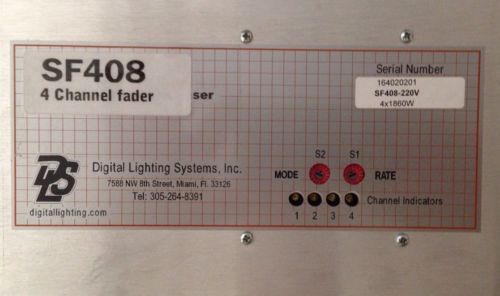 SF408
4 Channel fader
ser
Serial Number
164020201
SF408-220V
4x1860W
DLS
Digital Lighting Systems, Inc.
7588 NW 8th Street, Miami, Fl. 33126
Tel: 305-264-8391
digitallighting.com
S2 S1
MODE RATE
Channel Indicators
1 2 3 4